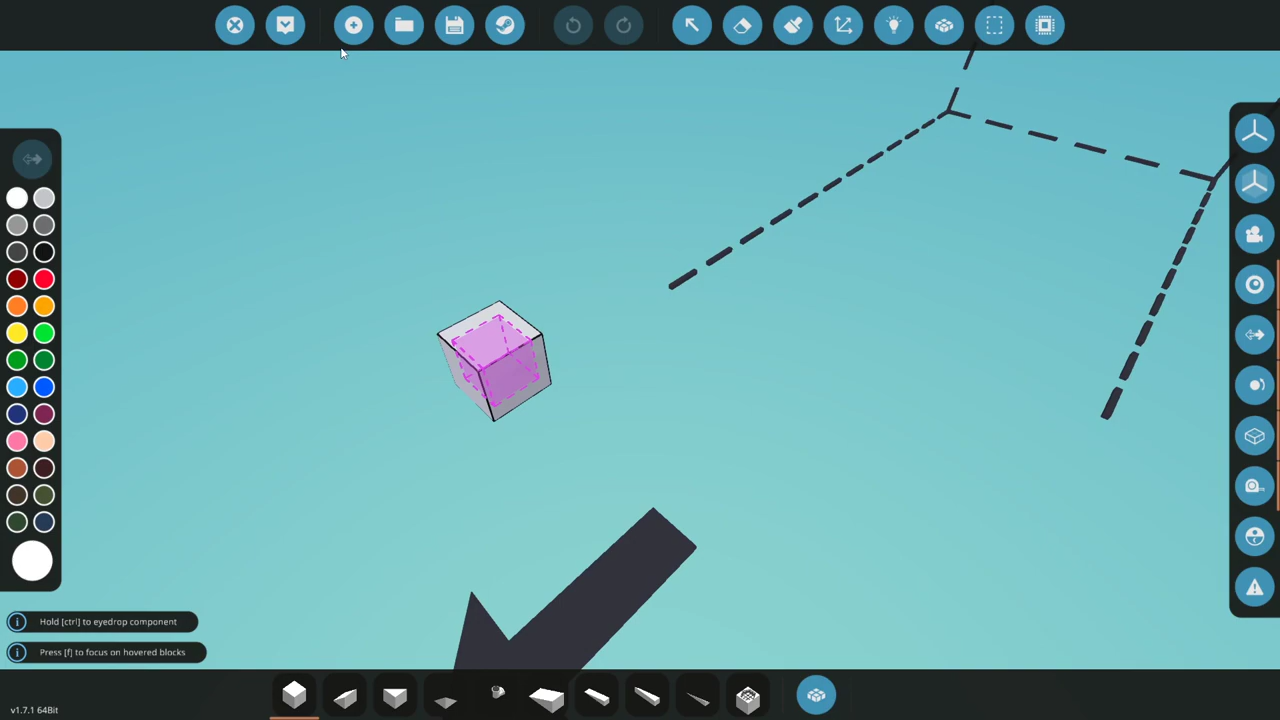 Hold [ctrl] to eyedrop component
Press [f] to focus on hovered blocks
v1.7.1 64Bit